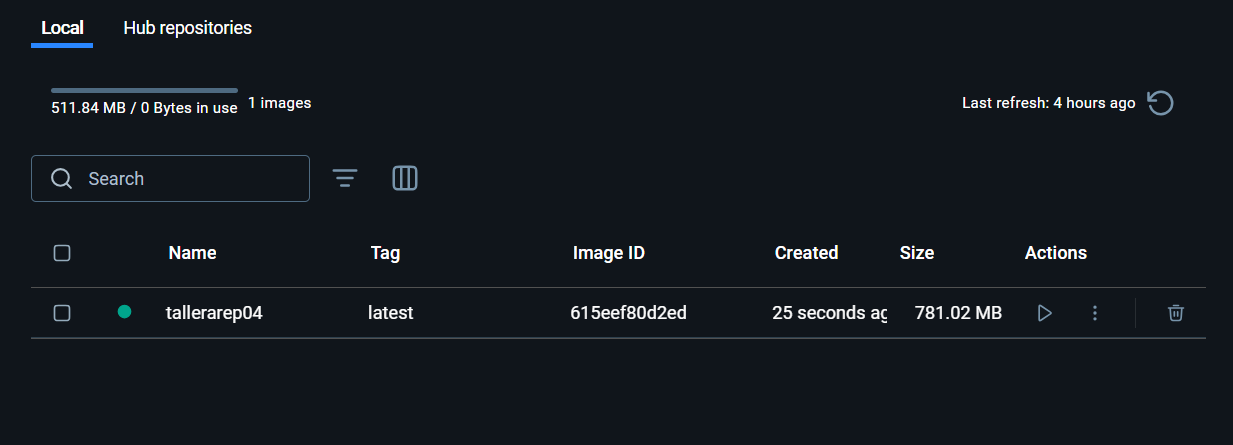 Local Hub repositories
511.84 MB / 0 Bytes in use 1 images Last refresh: 4 hours ago
Search
Name Tag Image ID Created Size Actions
tallerarep04 latest 615eef80d2ed 25 seconds ag 781.02 MB